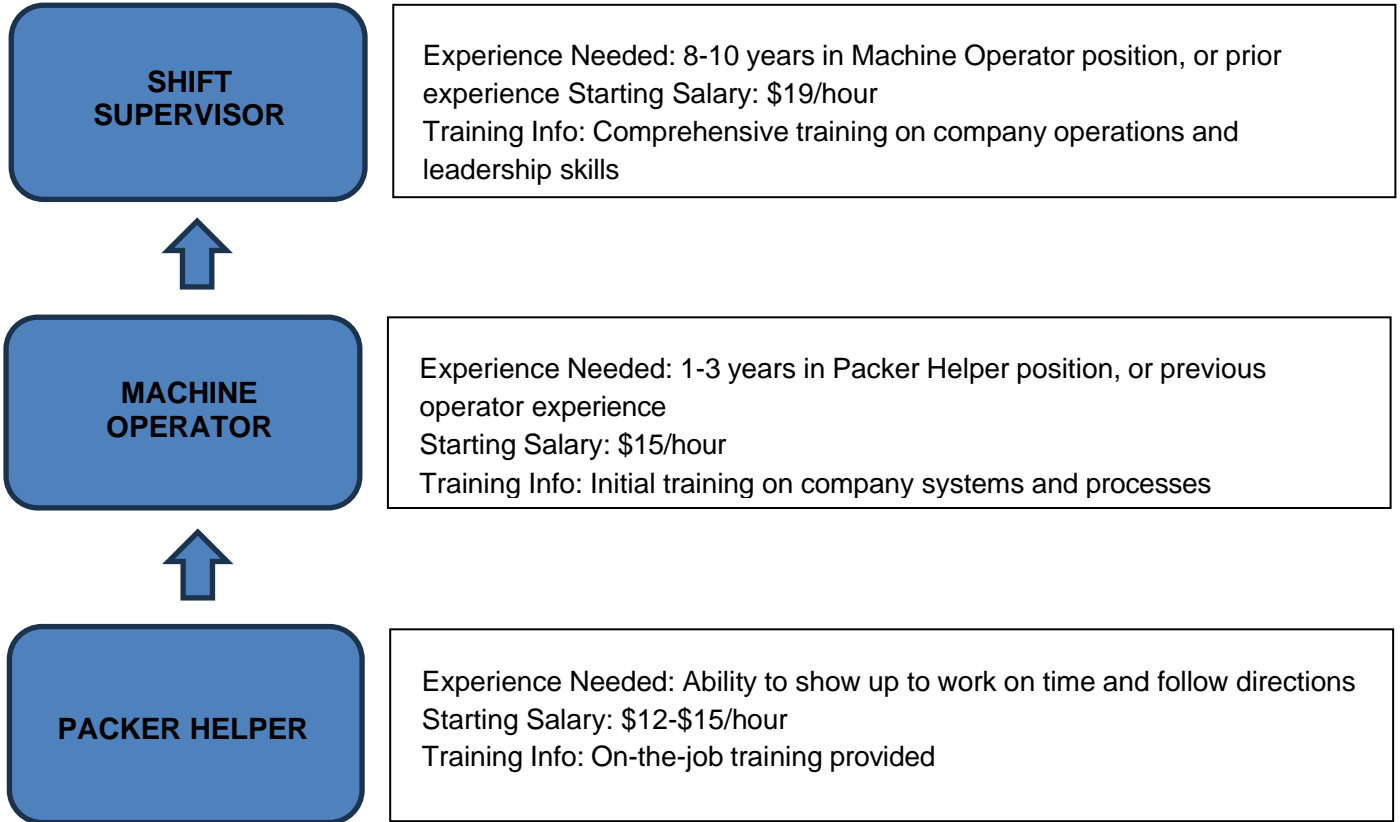 SHIFT
SUPERVISOR
Experience Needed: 8-10 years in Machine Operator position, or prior
experience Starting Salary: $19/hour
Training Info: Comprehensive training on company operations and
leadership skills
MACHINE
OPERATOR
Experience Needed: 1-3 years in Packer Helper position, or previous
operator experience
Starting Salary: $15/hour
Training Info: Initial training on company systems and processes
PACKER HELPER
Experience Needed: Ability to show up to work on time and follow directions
Starting Salary: $12-$15/hour
Training Info: On-the-job training provided